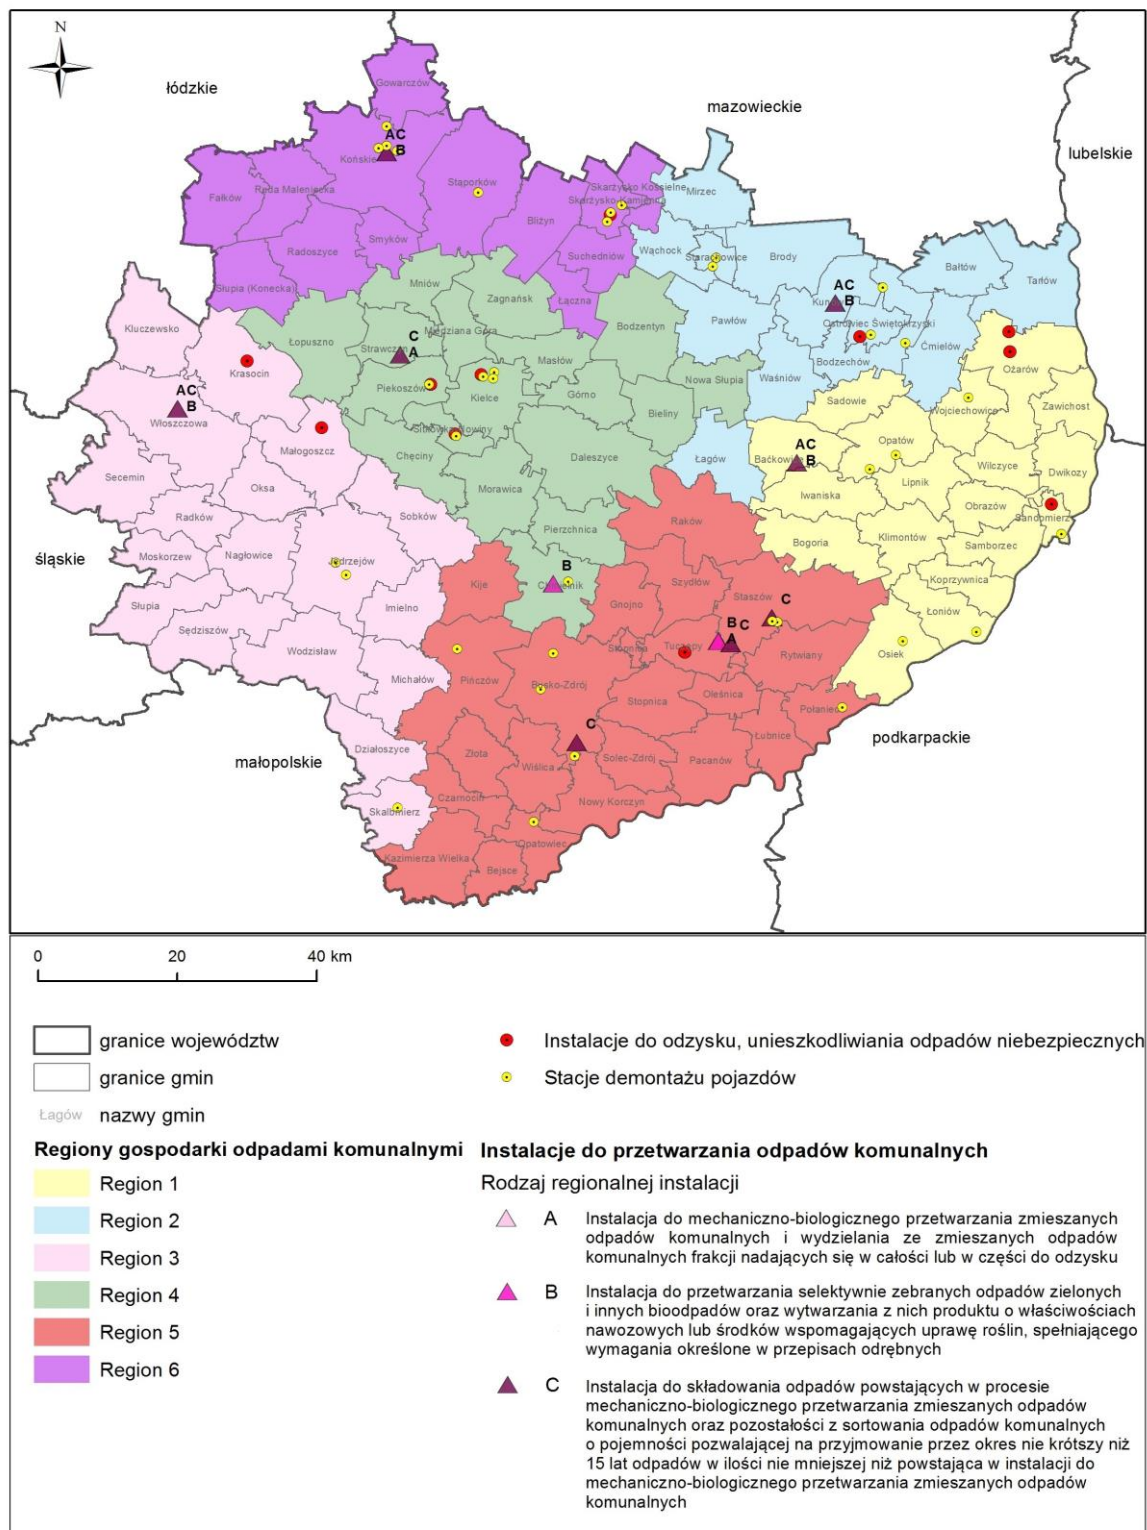 N
łódzkie
mazowieckie
lubelskie
Gowarczów
AC
B
Końskie
Stąporków
Skarżysko Kościelne
Skarżysko-Kamienna
Mirzec
Fałków
Ruda Maleniecka
Bliżyn
Radoszyce
Smyków
Suchedniów
Wąchock
Starachowice
Brody
Bałtów
Tarłów
Słupia (Konecka)
Mniów
Zagnańsk
Łączna
AC
B
Kunów
Kluczewsko
Łopuszno
C
A
Strawczyn
Miedziana Góra
Bodzentyn
Pawłów
Ostrowiec Świętokrzyski
Masłów
Bodzechów
Ćmielów
Krasocin
Piekoszów
Kielce
Górno
Nowa Słupia
Waśniów
Ożarów
AC
B
Włoszczowa
Bieliny
Sadowie
Wojciechowice
Zawichost
Małogoszcz
Sitkówka-Nowiny
Chęciny
Daleszyce
Łagów
AC
B
Baćkowice
Opatów
Lipnik
Wilczyce
Dwikozy
Secemin
Oksa
Morawica
Iwaniska
Obrazów
Sandomierz
Radków
Sobków
Pierzchnica
Raków
Bogoria
Klimontów
Samborzec
śląskie
Moskorzew
Nagłowice
Jędrzejów
B
Chmielnik
Kije
Szydłów
Koprzywnica
Słupia
Imielno
Gnojno
Staszów
C
Łoniów
Sędziszów
Wodzisław
B C
A
Tuczępy
Rytwiany
Osiek
Michałów
Pińczów
Busko-Zdrój
Stopnica
Oleśnica
Połaniec
Łubnice
podkarpackie
małopolskie
Działoszyce
Złota
C
Wiślica
Solec-Zdrój
Pacanów
Skalbmierz
Czarnocin
Nowy Korczyn
Opatowiec
Kazimierza Wielka
Bejsce
0 20 40 km
granice województw
granice gmin
Łagów nazwy gmin
Instalacje do odzysku, unieszkodliwiania odpadów niebezpiecznych
Stacje demontażu pojazdów
Regiony gospodarki odpadami komunalnymi
Region 1
Region 2
Region 3
Region 4
Region 5
Region 6
Instalacje do przetwarzania odpadów komunalnych
Rodzaj regionalnej instalacji
A Instalacja do mechaniczno-biologicznego przetwarzania zmieszanych
odpadów komunalnych i wydzielania ze zmieszanych odpadów
komunalnych frakcji nadających się w całości lub w części do odzysku
B Instalacja do przetwarzania selektywnie zebranych odpadów zielonych
i innych bioodpadów oraz wytwarzania z nich produktu o właściwościach
nawozowych lub środków wspomagających uprawę roślin, spełniającego
wymagania określone w przepisach odrębnych
C Instalacja do składowania odpadów powstających w procesie
mechaniczno-biologicznego przetwarzania zmieszanych odpadów
komunalnych oraz pozostałości z sortowania odpadów komunalnych
o pojemności pozwalającej na przyjmowanie przez okres nie krótszy niż
15 lat odpadów w ilości nie mniejszej niż powstająca w instalacji do
mechaniczno-biologicznego przetwarzania zmieszanych odpadów
komunalnych